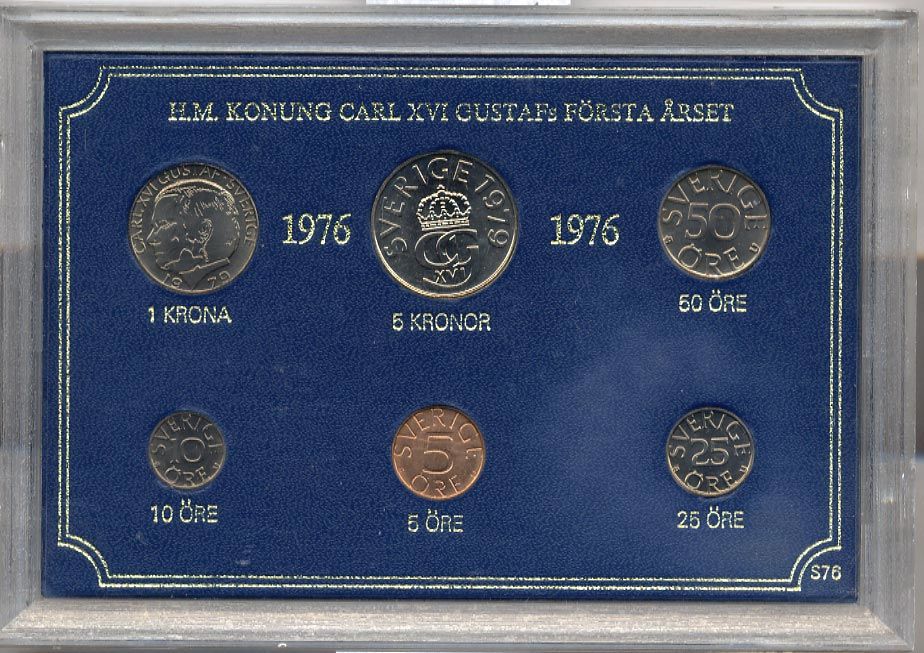 H.M. KONUNG CARL XVI GUSTAFs FÖRSTA ÅRSET
CARL XVI GUSTAF SVERIGE
1979
1 KRONA
1976
SVERIGE 1979
CG
XVI
5 KRONOR
1976
SVERIGE
50
ÖRE
U
50 ÖRE
SVERIGE
10
ÖRE
U
10 ÖRE
SVERIGE
5
ÖRE
5 ÖRE
SVERIGE
25
ÖRE
U
25 ÖRE
S76